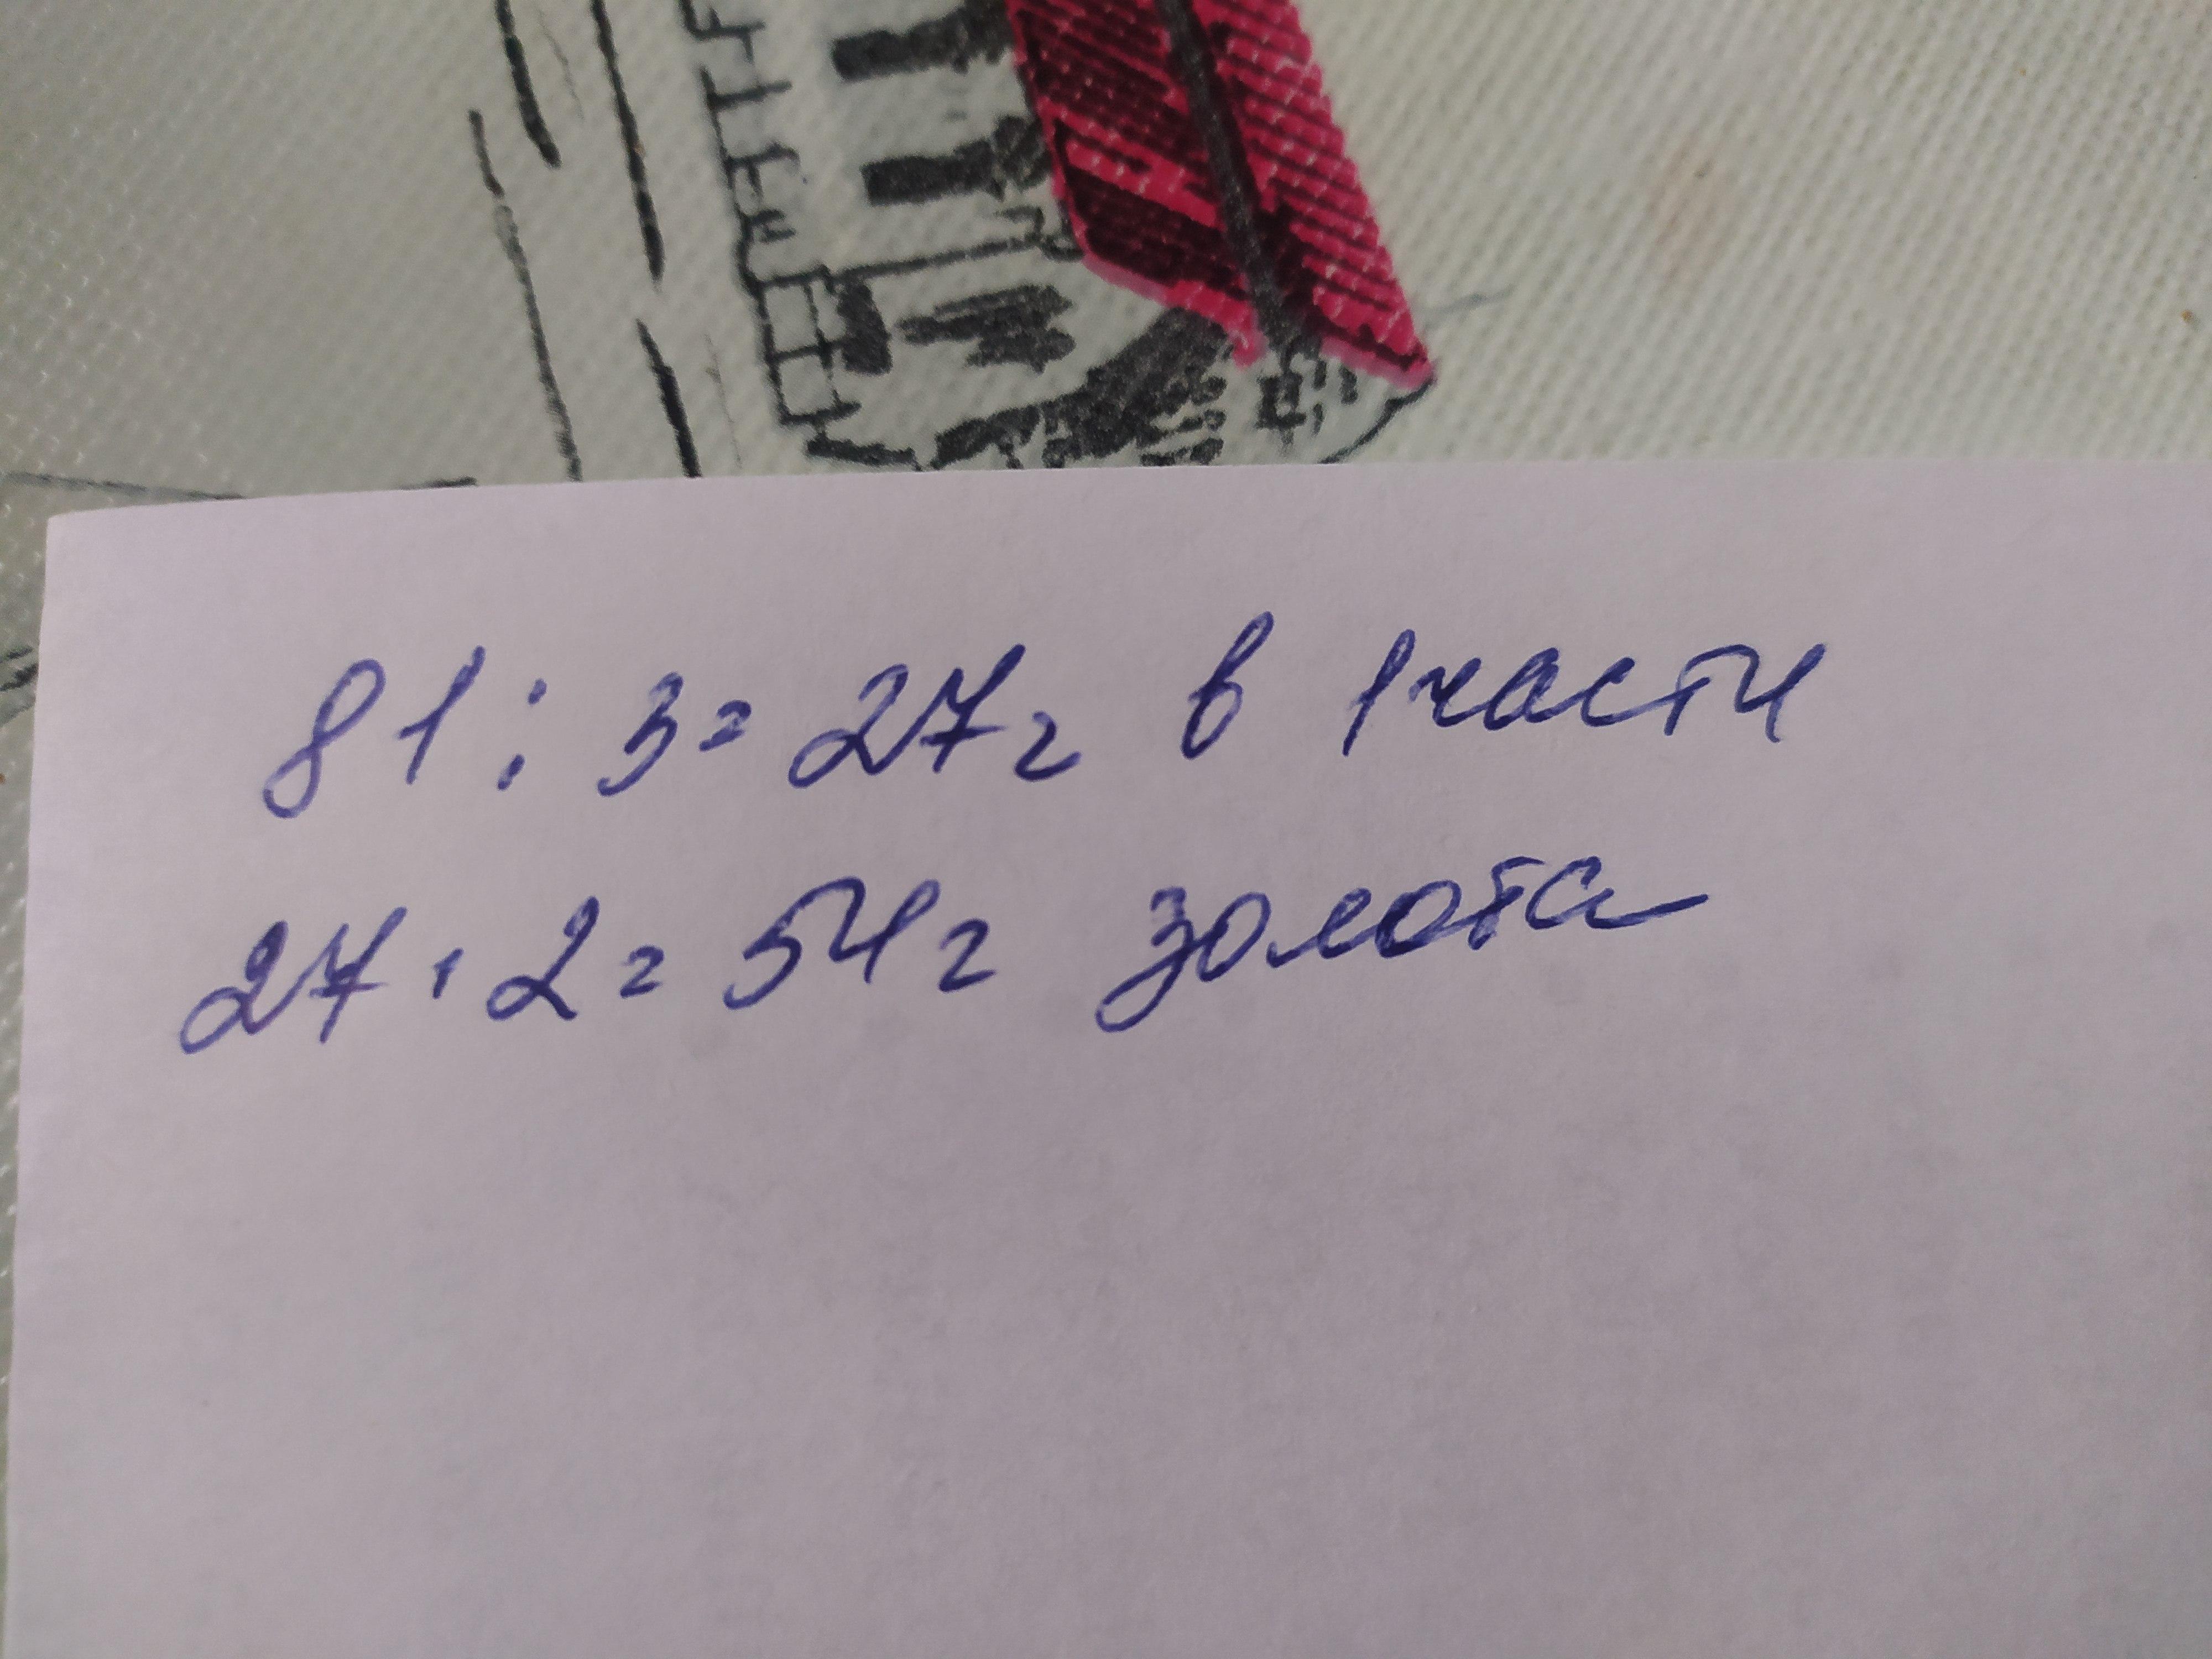 81 : 3 = 27 г в 1 части
27 · 2 = 54 г золота